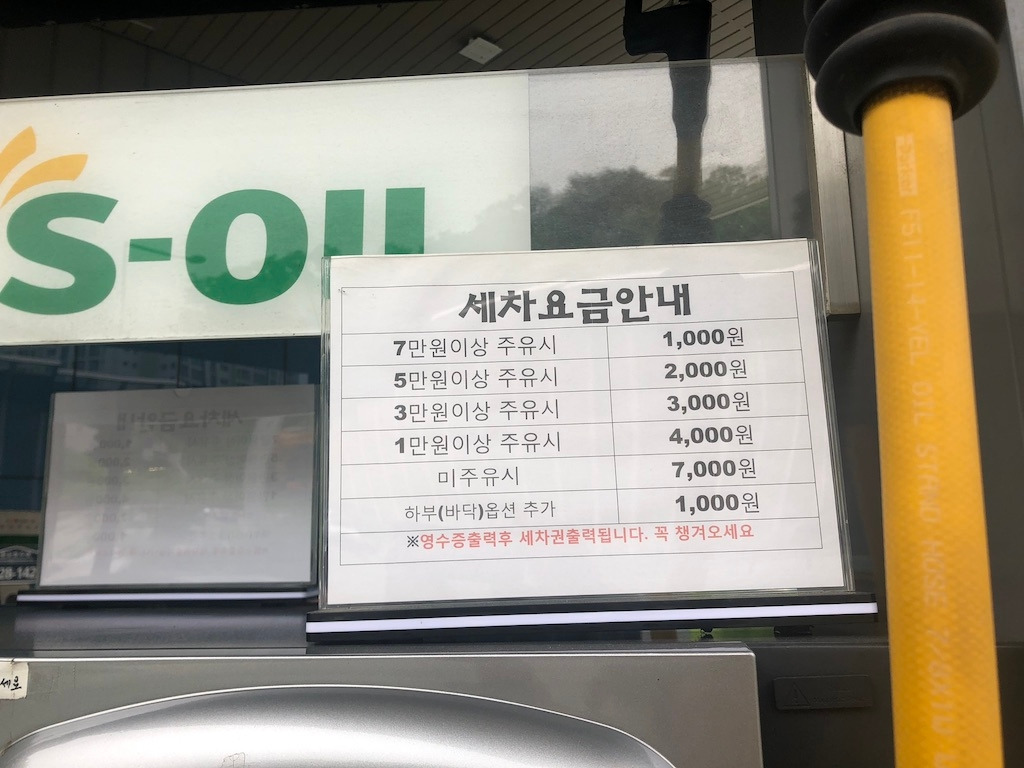 S-OIL
세차요금안내
7만원이상 주유시 1,000원
5만원이상 주유시 2,000원
3만원이상 주유시 3,000원
1만원이상 주유시 4,000원
미주유시 7,000원
하부(바닥)옵션 추가 1,000원
※영수증출력후 세차권출력됩니다. 꼭 챙겨오세요
28-142
세로